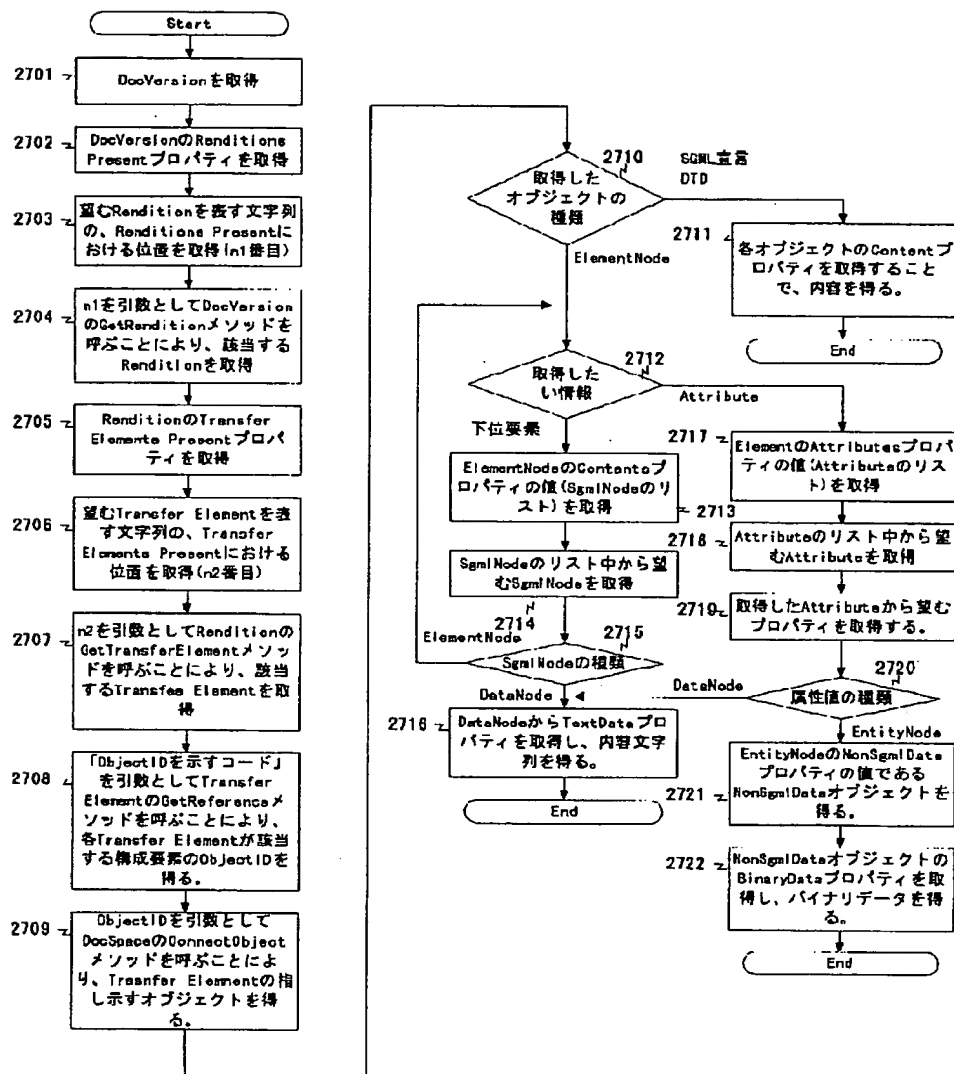 Start
2701
DocVersionを取得
2702
DocVersionのRenditions
Presentプロパティを取得
2703
望むRenditionを表す文字列
の、Renditions Presentに
おける位置を取得(n1番目)
2704
n1を引数としてDocVersion
のGetRenditionメソッドを
呼ぶことにより、該当する
Renditionを取得
2705
RenditionのTransfer
Elements Presentプロパ
ティを取得
2706
望むTransfer Elementを表
す文字列の、Transfer
Elements Presentにおける
位置を取得(n2番目)
2707
n2を引数としてRenditionの
GetTransferElementメソッ
ドを呼ぶことにより、該当
するTransfee Elementを取
得
2708
「ObjectIDを示すコード」
を引数としてTransfer
ElementのGetReferenceメ
ソッドを呼ぶことにより、
各Transfer Elementが該当
する構成要素のObjectIDを
得る。
2709
ObjectIDを引数として
DocSpaceのConnectObject
メソッドを呼ぶことによ
り、Trasnfer Elementの指
し示すオブジェクトを得
る。
2710
取得した
オブジェクトの
種類
SGML宣言
DTD
2711
各オブジェクトのContentプ
ロパティを取得すること
で、内容を得る。
End
ElementNode
2712
取得した
い情報
Attribute
下位要素
ElementNodeのContentsプ
ロパティの値(SgmlNodeのリ
スト)を取得
2713
SgmlNodeのリスト中から望
むSgmlNodeを取得
2714
ElementNode
2715
SgmlNodeの種類
DataNode
2716
DataNodeからTextDataプ
ロパティを取得し、内容文字
列を得る。
End
2717
ElementのAttributesプロパ
ティの値(Attributeのリス
ト)を取得
2718
Attributeのリスト中から望
むAttributeを取得
2719
取得したAttributeから望む
プロパティを取得する。
2720
DataNode
属性値の種類
EntityNode
2721
EntityNodeのNonSgmlData
プロパティの値である
NonSgmlDataオブジェクトを
得る。
2722
NonSgmlDataオブジェクトの
BinaryDataプロパティを取
得し、バイナリデータを得
る。
End